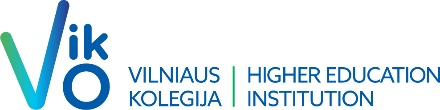 Viko
VILNIAUS | HIGHER EDUCATION
KOLEGIJA | INSTITUTION